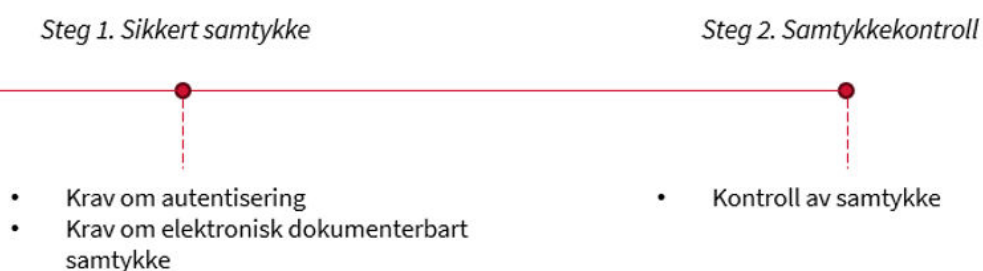 Steg 1. Sikkert samtykke
Steg 2. Samtykkekontroll
• Krav om autentisering
• Krav om elektronisk dokumenterbart
samtykke
• Kontroll av samtykke